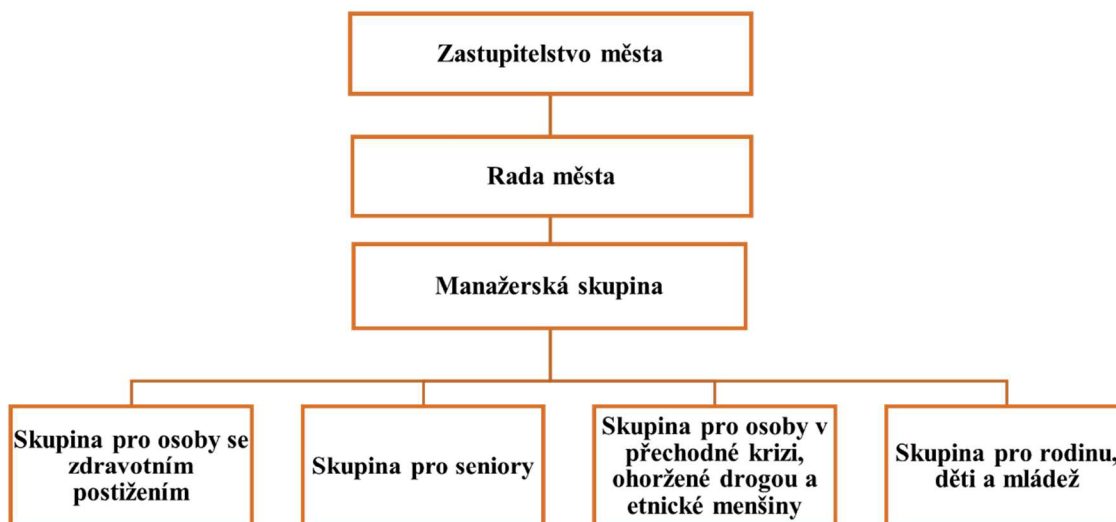 Zastupitelstvo města
Rada města
Manažerská skupina
Skupina pro osoby se
zdravotním
postižením
Skupina pro seniory
Skupina pro osoby v
přechodné krizi,
ohoržené drogou a
etnické menšiny
Skupina pro rodinu,
děti a mládež